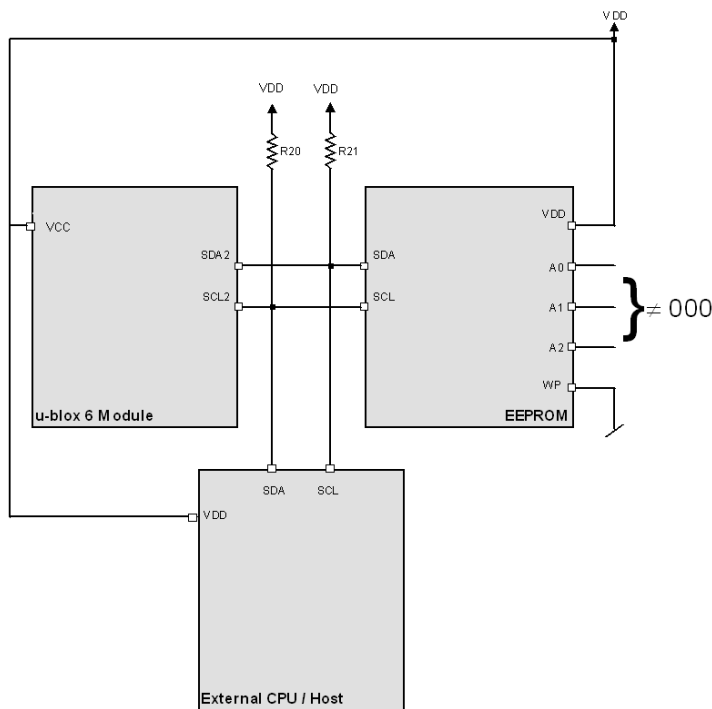 VDD
VDD VDD
R20 R21
VCC
SDA2
SCL2
u-blox 6 Module
SDA
SCL
VDD
A0
A1
A2
WP
EEPROM
≠ 000
SDA SCL
VDD
External CPU / Host